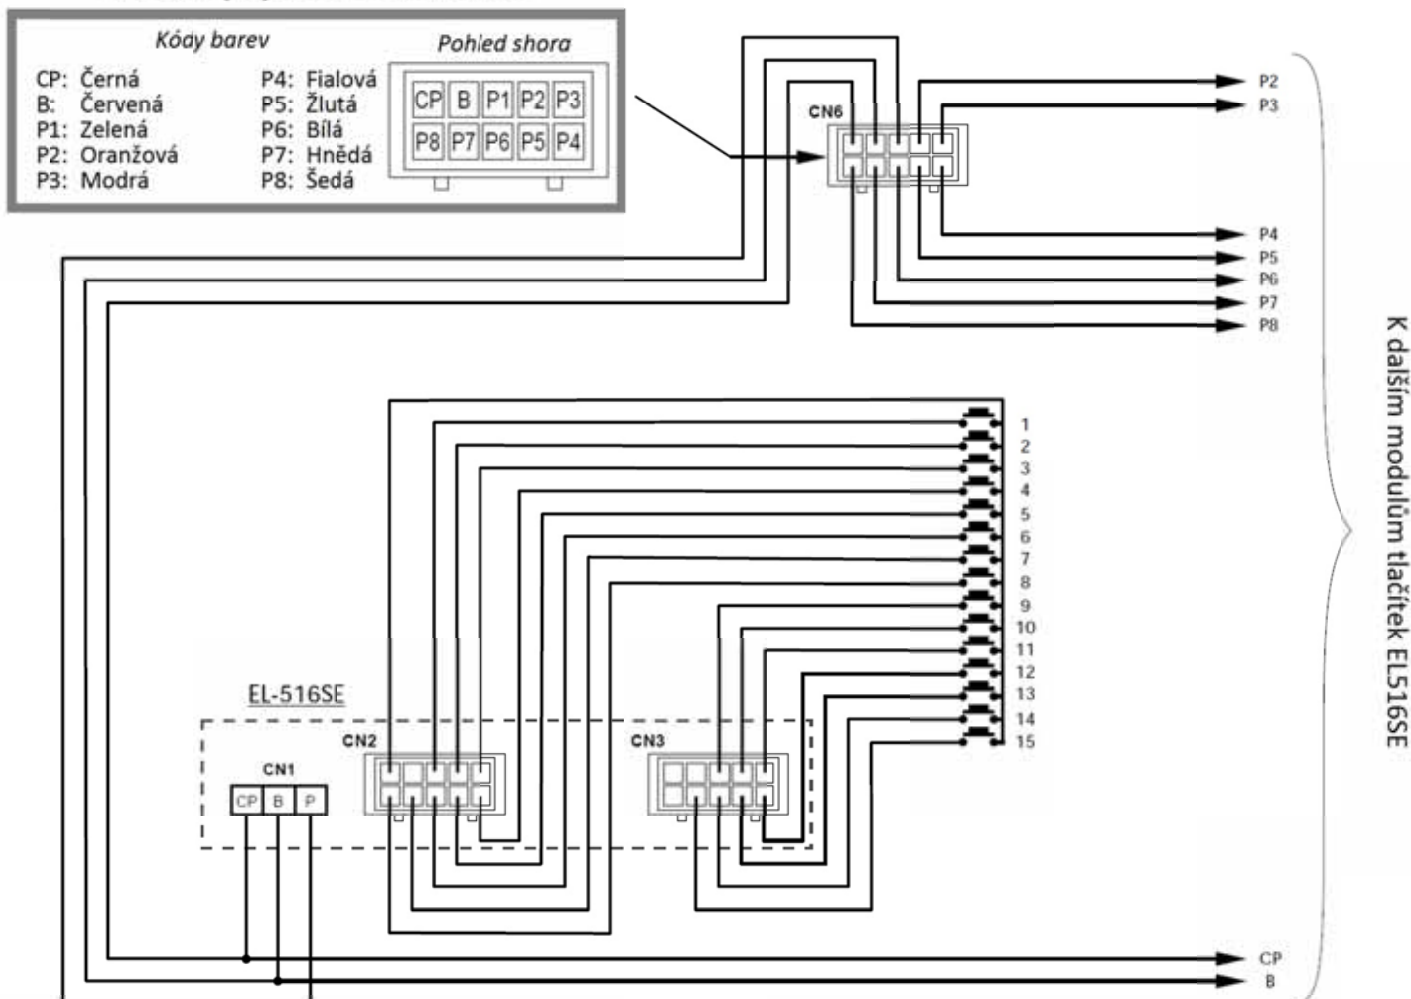 Kódy barev
Pohled shora
CP: Černá
B: Červená
P1: Zelená
P2: Oranžová
P3: Modrá
P4: Fialová
P5: Žlutá
P6: Bílá
P7: Hnědá
P8: Šedá
CP B P1 P2 P3
P8 P7 P6 P5 P4
CN6
P2
P3
P4
P5
P6
P7
P8
K dalším modulům tlačítek EL516SE
1
2
3
4
5
6
7
8
9
10
11
12
13
14
15
EL-516SE
CN2
CN3
CN1
CP B P
CP
B